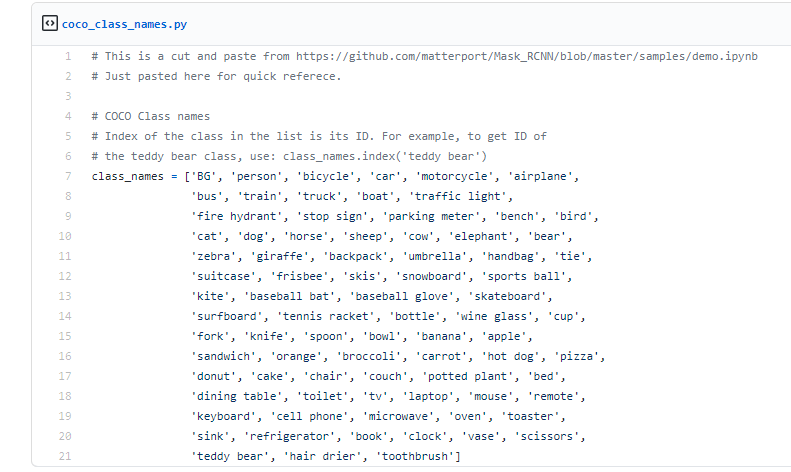 coco_class_names.py
1 # This is a cut and paste from https://github.com/matterport/Mask_RCNN/blob/master/samples/demo.ipynb
2 # Just pasted here for quick referece.
3
4 # COCO Class names
5 # Index of the class in the list is its ID. For example, to get ID of
6 # the teddy bear class, use: class_names.index('teddy bear')
7 class_names = ['BG', 'person', 'bicycle', 'car', 'motorcycle', 'airplane',
8 'bus', 'train', 'truck', 'boat', 'traffic light',
9 'fire hydrant', 'stop sign', 'parking meter', 'bench', 'bird',
10 'cat', 'dog', 'horse', 'sheep', 'cow', 'elephant', 'bear',
11 'zebra', 'giraffe', 'backpack', 'umbrella', 'handbag', 'tie',
12 'suitcase', 'frisbee', 'skis', 'snowboard', 'sports ball',
13 'kite', 'baseball bat', 'baseball glove', 'skateboard',
14 'surfboard', 'tennis racket', 'bottle', 'wine glass', 'cup',
15 'fork', 'knife', 'spoon', 'bowl', 'banana', 'apple',
16 'sandwich', 'orange', 'broccoli', 'carrot', 'hot dog', 'pizza',
17 'donut', 'cake', 'chair', 'couch', 'potted plant', 'bed',
18 'dining table', 'toilet', 'tv', 'laptop', 'mouse', 'remote',
19 'keyboard', 'cell phone', 'microwave', 'oven', 'toaster',
20 'sink', 'refrigerator', 'book', 'clock', 'vase', 'scissors',
21 'teddy bear', 'hair drier', 'toothbrush']